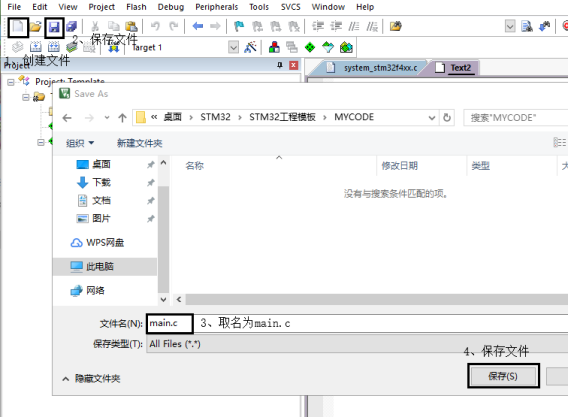 File Edit View Project Flash Debug Peripherals Tools SVCS Window Help
2、保存文件
Target 1
1、创建文件
Project
system_stm32f4xx.c Text2
Project: Template
Save As
« 桌面 > STM32 > STM32工程模板 > MYCODE
搜索"MYCODE"
组织 新建文件夹
名称 修改日期 类型
桌面
下载
文档
图片
WPS网盘
此电脑
网络
没有与搜索条件匹配的项。
文件名(N): main.c 3、取名为main.c
保存类型(T): All Files (*.*)
4、保存文件
隐藏文件夹 保存(S)